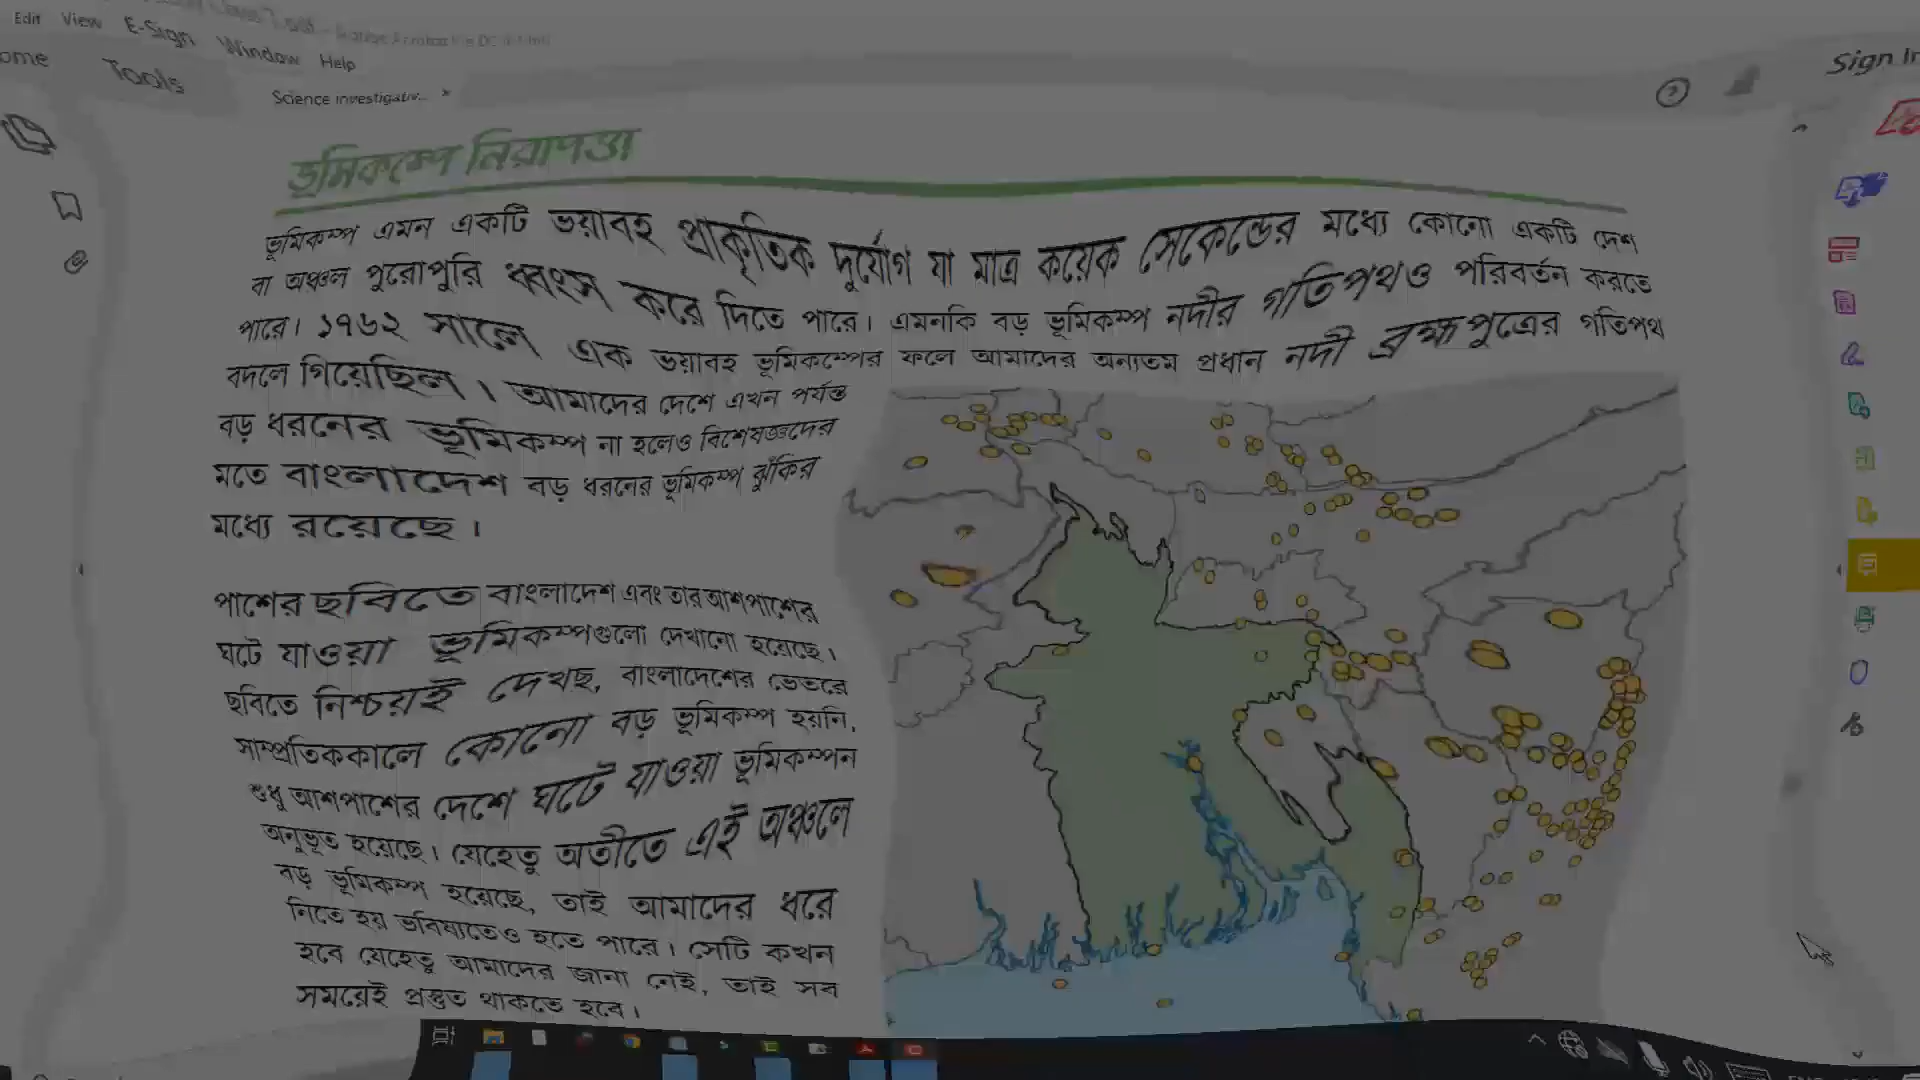 Edit View E-Sign Window Help
Tools
Science investigativ... ×
Sign In
ভূমিকম্পে নিরাপত্তা
ভূমিকম্প এমন একটি ভয়াবহ প্রাকৃতিক দুর্যোগ যা মাত্র কয়েক সেকেন্ডের মধ্যে কোনো একটি দেশ
বা অঞ্চল পুরোপুরি ধ্বংস করে দিতে পারে। এমনকি বড় ভূমিকম্প নদীর গতিপথও পরিবর্তন করতে
পারে। ১৭৬২ সালে এক ভয়াবহ ভূমিকম্পের ফলে আমাদের অন্যতম প্রধান নদী ব্রহ্মপুত্রের গতিপথ
বদলে গিয়েছিল। আমাদের দেশে এখন পর্যন্ত
বড় ধরনের ভূমিকম্প না হলেও বিশেষজ্ঞদের
মতে বাংলাদেশ বড় ধরনের ভূমিকম্প ঝুঁকির
মধ্যে রয়েছে।
পাশের ছবিতে বাংলাদেশ এবং তার আশপাশের
ঘটে যাওয়া ভূমিকম্পগুলো দেখানো হয়েছে।
ছবিতে নিশ্চয়ই দেখছ, বাংলাদেশের ভেতরে
সাম্প্রতিককালে কোনো বড় ভূমিকম্প হয়নি,
শুধু আশপাশের দেশে ঘটে যাওয়া ভূমিকম্পন
অনুভূত হয়েছে। যেহেতু অতীতে এই অঞ্চলে
বড় ভূমিকম্প হয়েছে, তাই আমাদের ধরে
নিতে হয় ভবিষ্যতেও হতে পারে। সেটি কখন
হবে যেহেতু আমাদের জানা নেই, তাই সব
সময়েই প্রস্তুত থাকতে হবে।